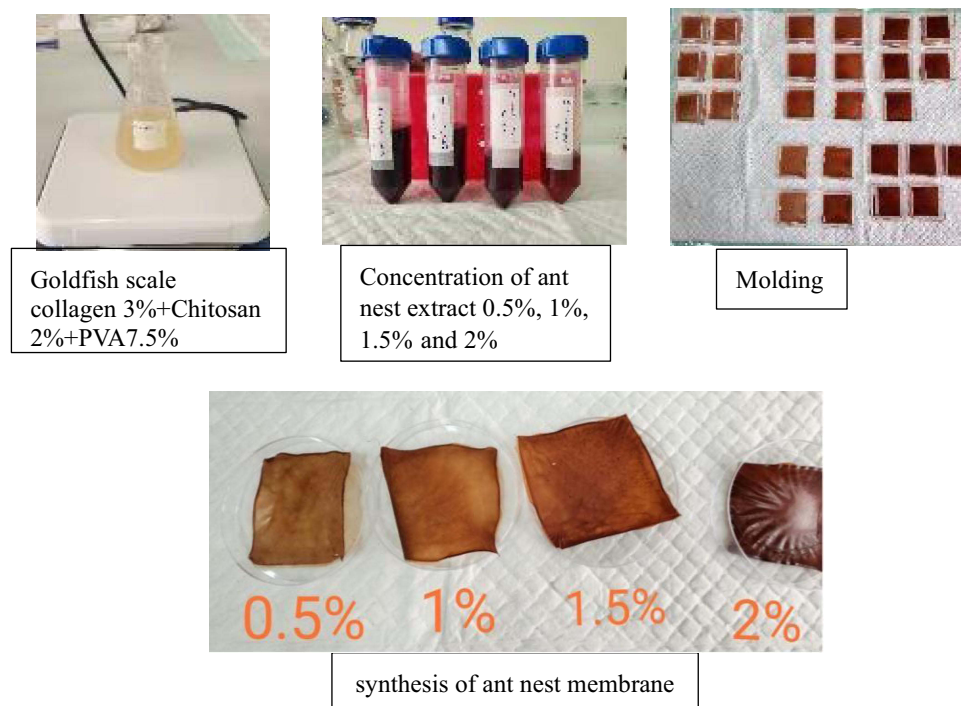 Goldfish scale
collagen 3%+Chitosan
2%+PVA7.5%
Concentration of ant
nest extract 0.5%, 1%,
1.5% and 2%
Molding
0.5%
1%
1.5%
2%
synthesis of ant nest membrane